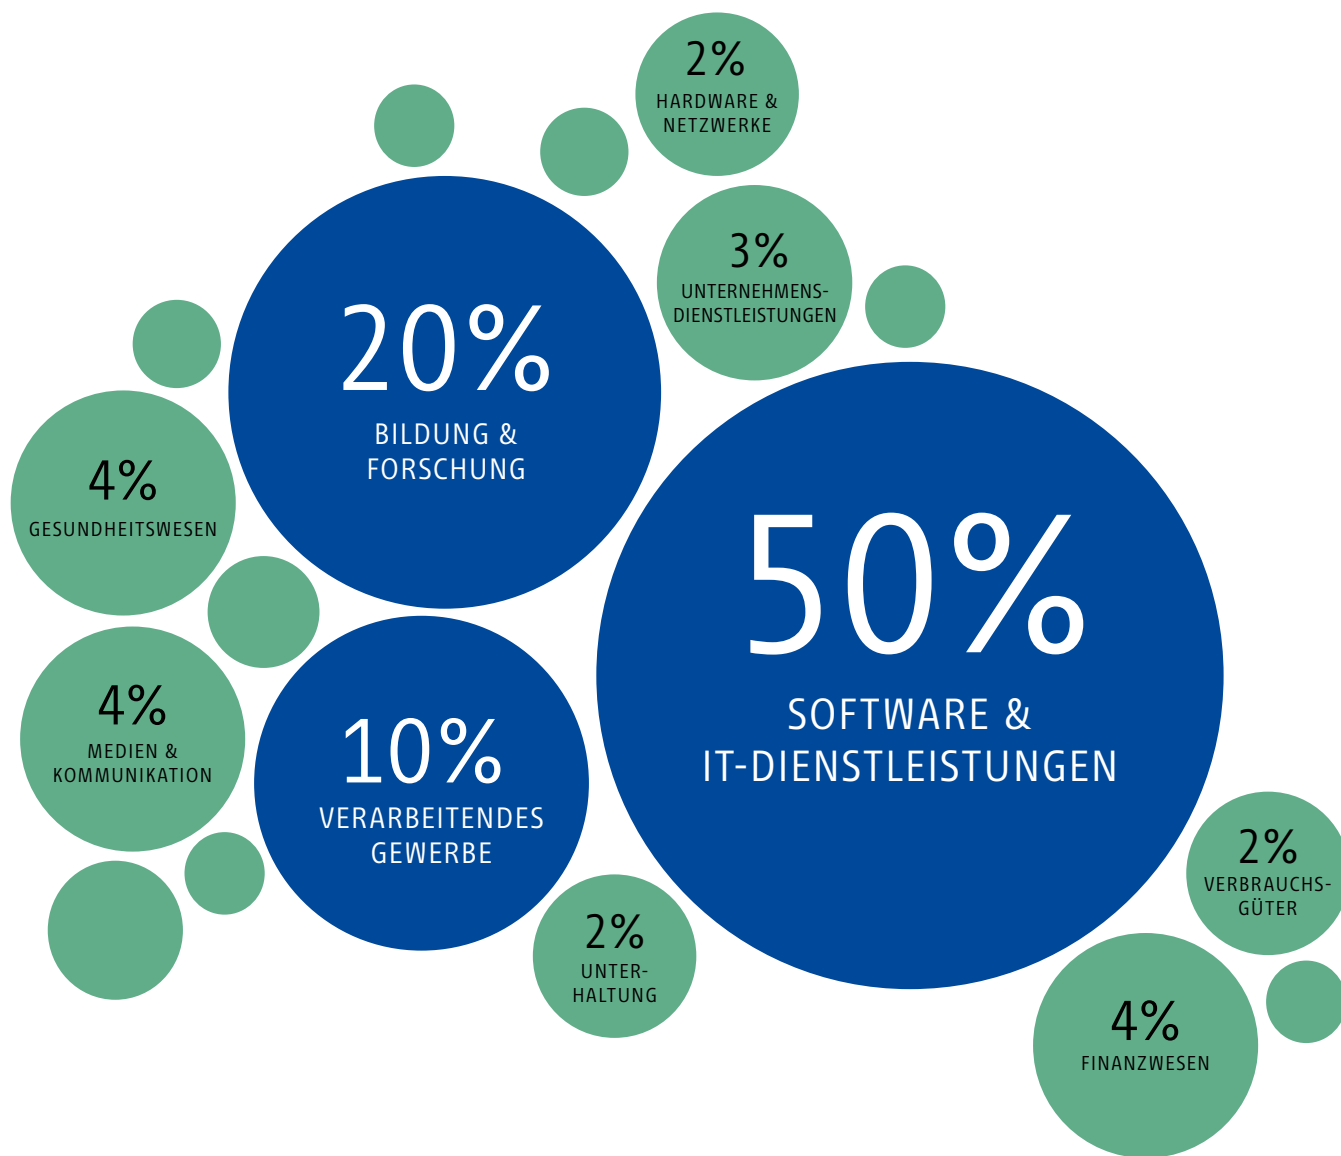 2%
HARDWARE &
NETZWERKE
3%
UNTERNEHMENS-
DIENSTLEISTUNGEN
20%
BILDUNG &
FORSCHUNG
4%
GESUNDHEITSWESEN
50%
SOFTWARE &
IT-DIENSTLEISTUNGEN
4%
MEDIEN &
KOMMUNIKATION
10%
VERARBEITENDES
GEWERBE
2%
VERBRAUCHS-
GÜTER
2%
UNTER-
HALTUNG
4%
FINANZWESEN